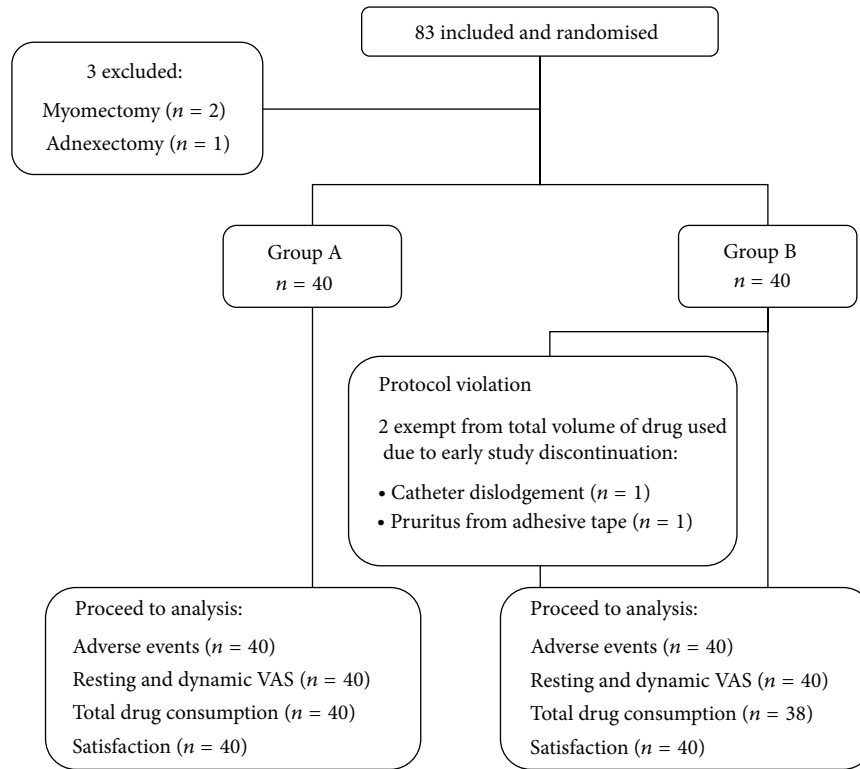 83 included and randomised
3 excluded:
Myomectomy (n = 2)
Adnexectomy (n = 1)
Group A
n = 40
Group B
n = 40
Protocol violation
2 exempt from total volume of drug used
due to early study discontinuation:
• Catheter dislodgement (n = 1)
• Pruritus from adhesive tape (n = 1)
Proceed to analysis:
Adverse events (n = 40)
Resting and dynamic VAS (n = 40)
Total drug consumption (n = 40)
Satisfaction (n = 40)
Proceed to analysis:
Adverse events (n = 40)
Resting and dynamic VAS (n = 40)
Total drug consumption (n = 38)
Satisfaction (n = 40)